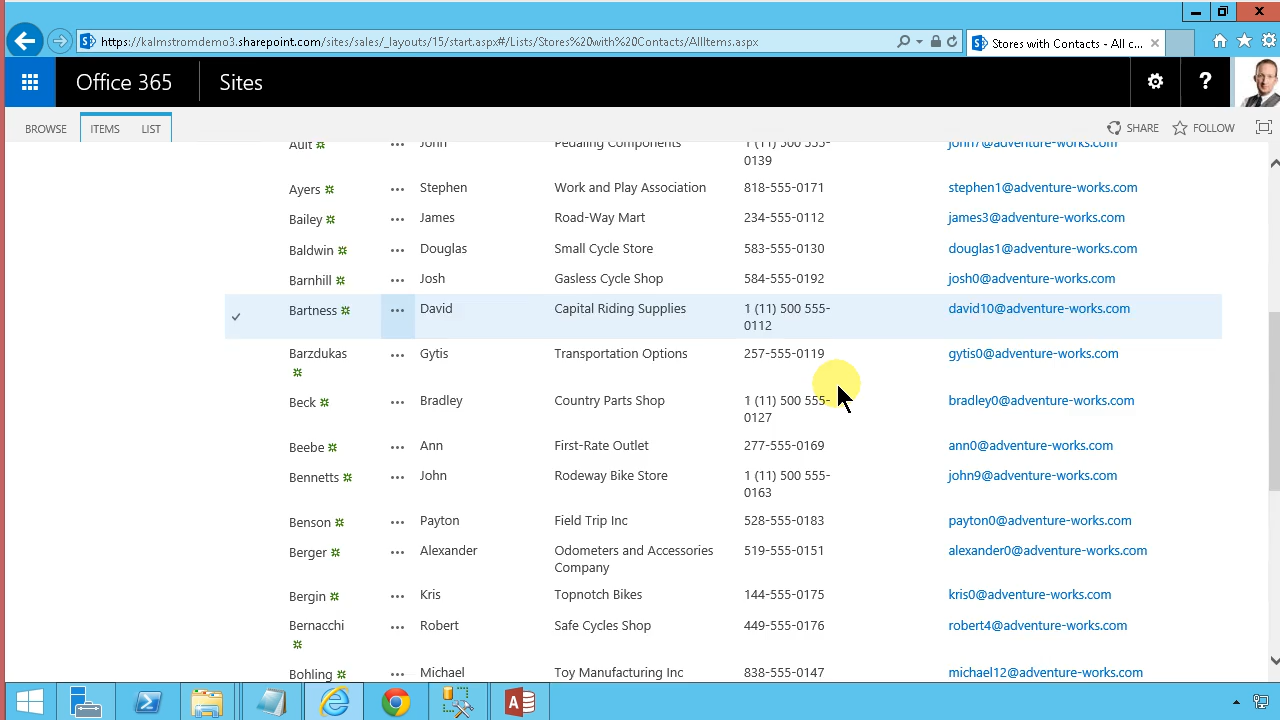 https://kalmstromdemo3.sharepoint.com/sites/sales/_layouts/15/start.aspx#/Lists/Stores%20with%20Contacts/AllItems.aspx
Stores with Contacts - All c...
Office 365
Sites
?
BROWSE
ITEMS
LIST
SHARE
FOLLOW
Ault ... John Pedaling Components 1 (11) 500 555-
0139 john7@adventure-works.com
Ayers ... Stephen Work and Play Association 818-555-0171 stephen1@adventure-works.com
Bailey ... James Road-Way Mart 234-555-0112 james3@adventure-works.com
Baldwin ... Douglas Small Cycle Store 583-555-0130 douglas1@adventure-works.com
Barnhill ... Josh Gasless Cycle Shop 584-555-0192 josh0@adventure-works.com
Bartness ... David Capital Riding Supplies 1 (11) 500 555-
0112 david10@adventure-works.com
Barzdukas ... Gytis Transportation Options 257-555-0119 gytis0@adventure-works.com
Beck ... Bradley Country Parts Shop 1 (11) 500 555-
0127 bradley0@adventure-works.com
Beebe ... Ann First-Rate Outlet 277-555-0169 ann0@adventure-works.com
Bennetts ... John Rodeway Bike Store 1 (11) 500 555-
0163 john9@adventure-works.com
Benson ... Payton Field Trip Inc 528-555-0183 payton0@adventure-works.com
Berger ... Alexander Odometers and Accessories
Company 519-555-0151 alexander0@adventure-works.com
Bergin ... Kris Topnotch Bikes 144-555-0175 kris0@adventure-works.com
Bernacchi ... Robert Safe Cycles Shop 449-555-0176 robert4@adventure-works.com
Bohling ... Michael Toy Manufacturing Inc 838-555-0147 michael12@adventure-works.com